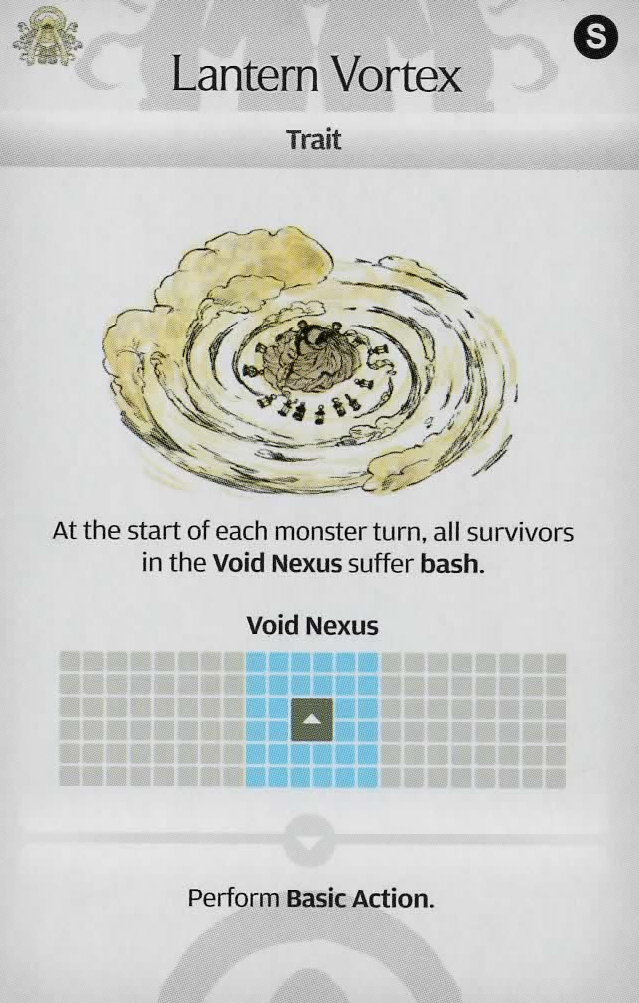 S
Lantern Vortex
Trait
At the start of each monster turn, all survivors
in the Void Nexus suffer bash.
Void Nexus
Perform Basic Action.